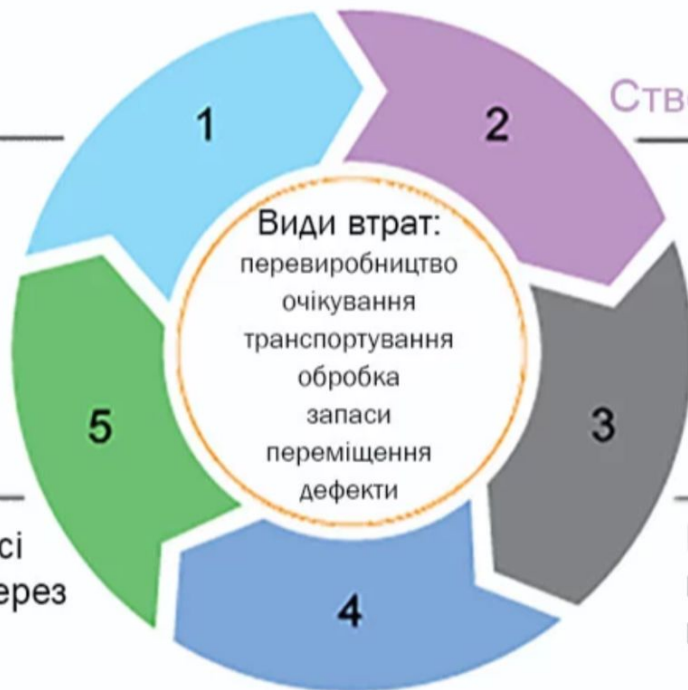 1
2
Ств
Види втрат:
перевиробництво
очікування
транспортування
обробка
запаси
переміщення
дефекти
5
3
сі
ерез
4